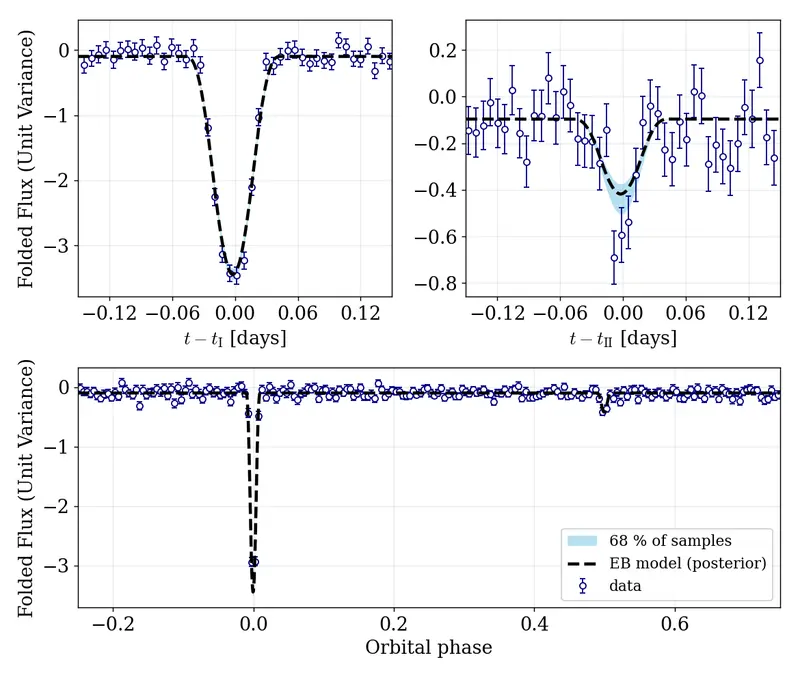 Folded Flux (Unit Variance)
0
−1
−2
−3
−0.12 −0.06 0.00 0.06 0.12
t − t_I [days]
0.2
0.0
−0.2
−0.4
−0.6
−0.8
−0.12 −0.06 0.00 0.06 0.12
t − t_II [days]
Folded Flux (Unit Variance)
0
−1
−2
−3
68 % of samples
EB model (posterior)
data
−0.2 0.0 0.2 0.4 0.6
Orbital phase